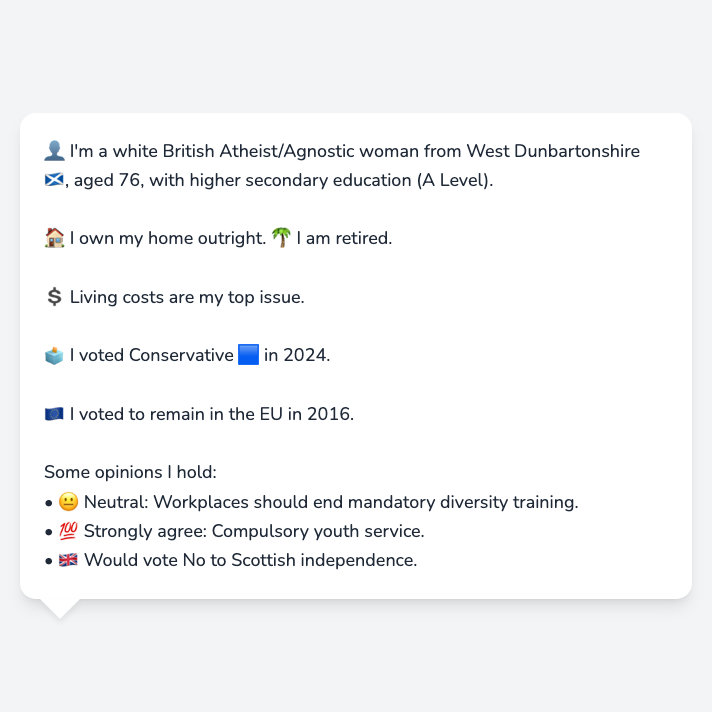 👤 I'm a white British Atheist/Agnostic woman from West Dunbartonshire
🏴󠁧󠁢󠁳󠁣󠁴󠁿, aged 76, with higher secondary education (A Level).
🏠 I own my home outright. 🌴 I am retired.
💲 Living costs are my top issue.
🗳️ I voted Conservative 🟦 in 2024.
🇪🇺 I voted to remain in the EU in 2016.
Some opinions I hold:
• 😐 Neutral: Workplaces should end mandatory diversity training.
• 💯 Strongly agree: Compulsory youth service.
• 🇬🇧 Would vote No to Scottish independence.